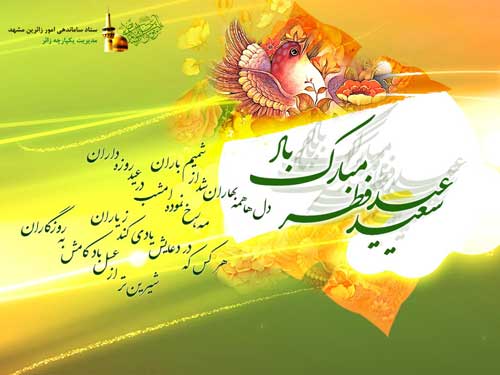 ستاد ساماندهی امور زائرین مشهد
مدیریت یکپارچه زائر
عید سعید فطر
مبارک باد
دل ها همه بهاران
شد از شمیم باران
مه رخ نموده امشب
در عید روزه داران
هر کس که
در دعایش یادی کند ز یاران
شیرین تر از عسل باد کامش
به روزگاران